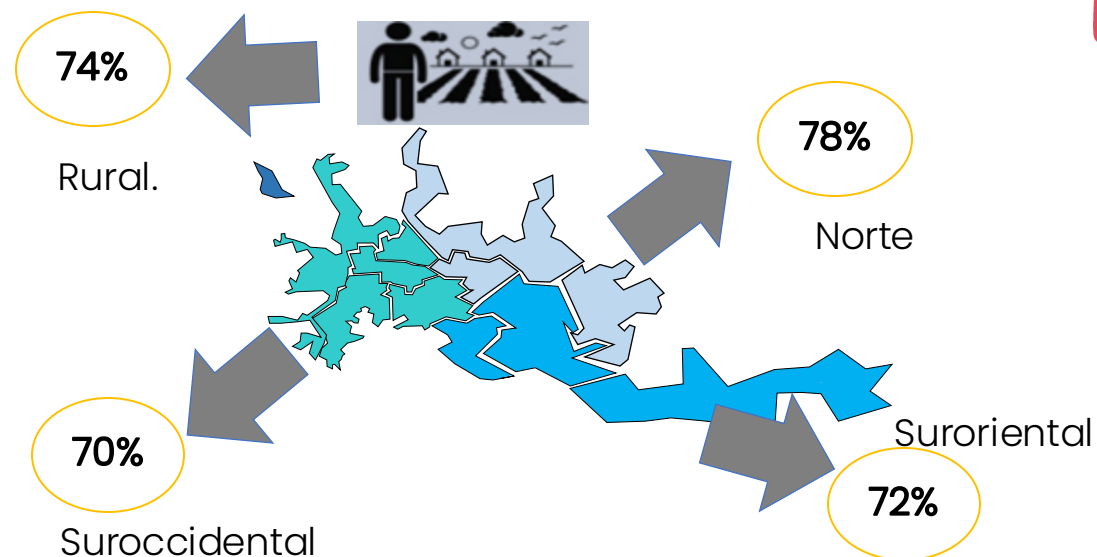 74%
Rural.
78%
Norte
70%
Suroccidental
Suroriental
72%